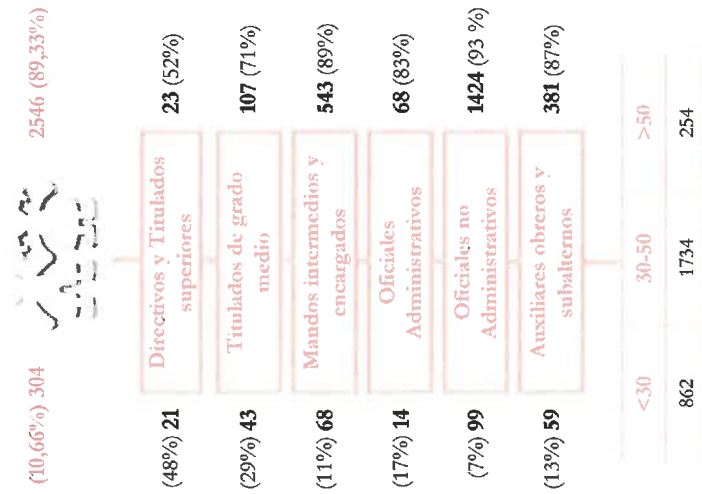 (10,66%) 304 2546 (89,33%)
(48%) 21 Directivos y Titulados 23 (52%)
superiores
(29%) 43 Titulados de grado 107 (71%)
medio
(11%) 68 Mandos intermedios y 543 (89%)
encargados
(17%) 14 Oficiales 68 (83%)
Administrativos
(7%) 99 Oficiales no 1424 (93 %)
Administrativos
(13%) 59 Auxiliares obreros y 381 (87%)
subalternos
<30 30-50 >50
862 1734 254